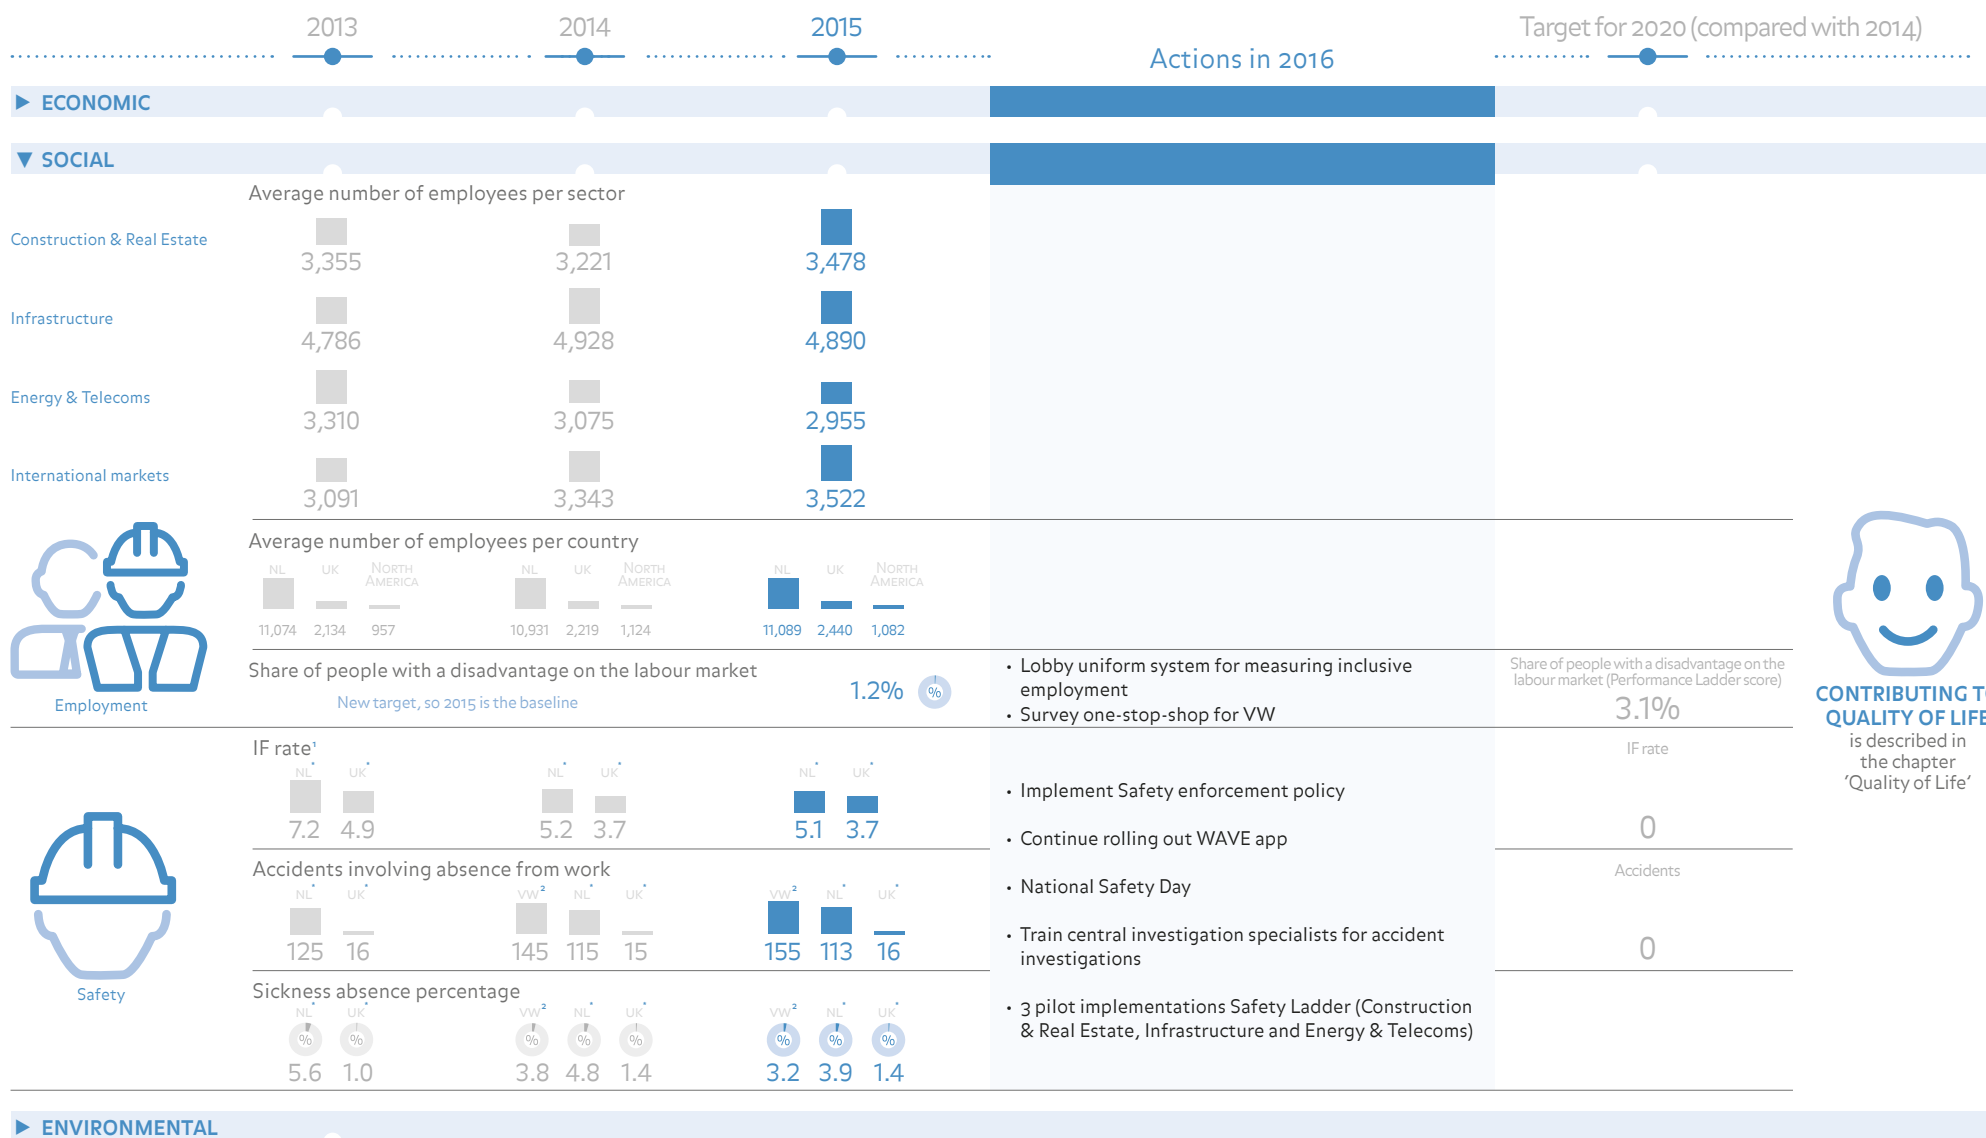 2013 2014 2015 Actions in 2016 Target for 2020 (compared with 2014)
ECONOMIC
SOCIAL
Average number of employees per sector
Construction & Real Estate
3,355 3,221 3,478
Infrastructure
4,786 4,928 4,890
Energy & Telecoms
3,310 3,075 2,955
International markets
3,091 3,343 3,522
Average number of employees per country
NL UK North America NL UK North America NL UK North America
11,074 2,134 957 10,931 2,219 1,124 11,089 2,440 1,082
Share of people with a disadvantage on the labour market
New target, so 2015 is the baseline
1.2% %
Employment
• Lobby uniform system for measuring inclusive
employment
• Survey one-stop-shop for VW
Share of people with a disadvantage on the
labour market (Performance Ladder score)
3.1%
IF rate¹
NL* UK* NL* UK* NL* UK*
7.2 4.9 5.2 3.7 5.1 3.7
IF rate
0
Accidents involving absence from work
NL* UK* VW² NL* UK* VW² NL* UK*
125 16 145 115 15 155 113 16
Accidents
0
Sickness absence percentage
NL* UK* VW² NL* UK* VW² NL* UK*
% % % % % % % %
5.6 1.0 3.8 4.8 1.4 3.2 3.9 1.4
Safety
• Implement Safety enforcement policy
• Continue rolling out WAVE app
• National Safety Day
• Train central investigation specialists for accident
investigations
• 3 pilot implementations Safety Ladder (Construction
& Real Estate, Infrastructure and Energy & Telecoms)
CONTRIBUTING T
QUALITY OF LIFE
is described in
the chapter
'Quality of Life'
ENVIRONMENTAL